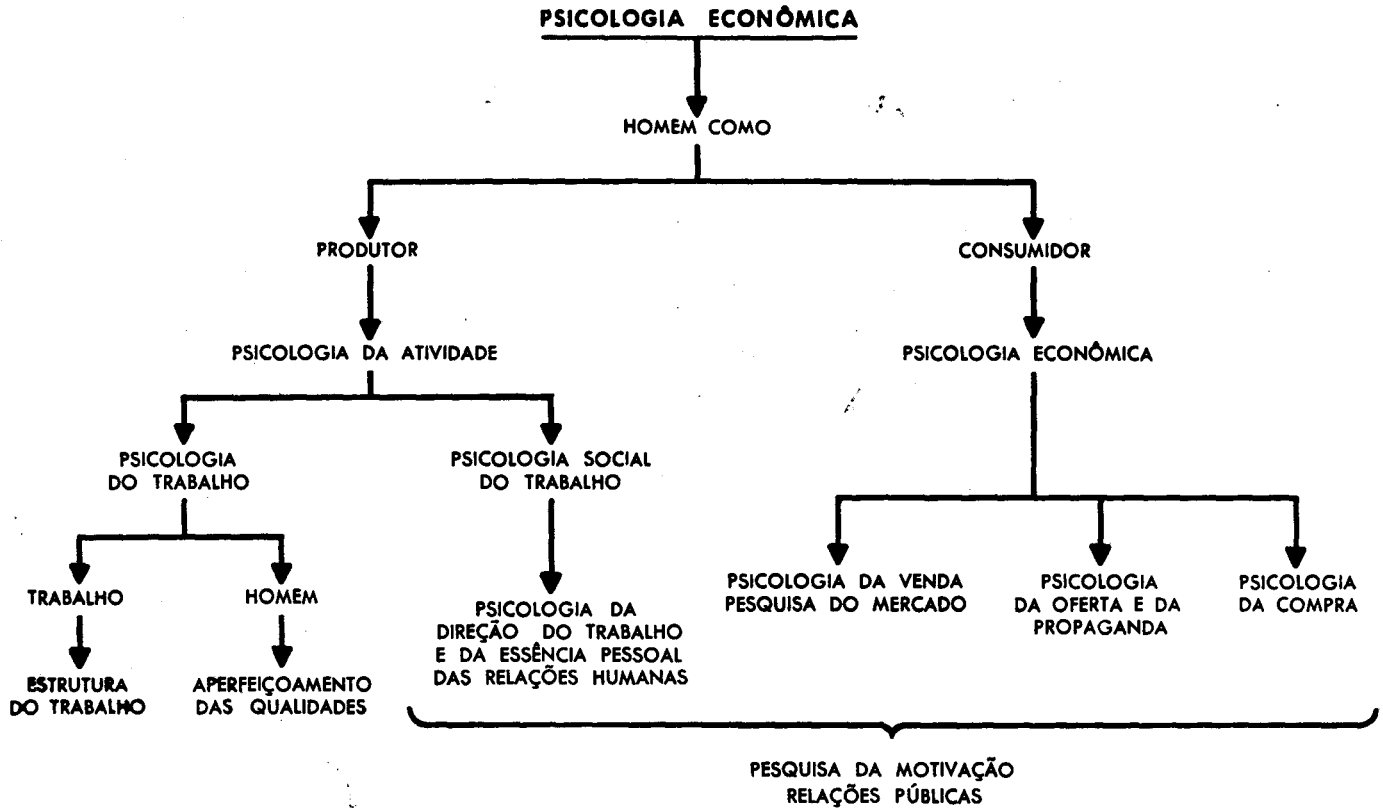 PSICOLOGIA ECONÔMICA
HOMEM COMO
PRODUTOR
CONSUMIDOR
PSICOLOGIA DA ATIVIDADE
PSICOLOGIA ECONÔMICA
PSICOLOGIA
DO TRABALHO
PSICOLOGIA SOCIAL
DO TRABALHO
TRABALHO
HOMEM
PSICOLOGIA DA
DIREÇÃO DO TRABALHO
E DA ESSÊNCIA PESSOAL
DAS RELAÇÕES HUMANAS
PSICOLOGIA DA VENDA
PESQUISA DO MERCADO
PSICOLOGIA
DA OFERTA E DA
PROPAGANDA
PSICOLOGIA
DA COMPRA
ESTRUTURA
DO TRABALHO
APERFEIÇOAMENTO
DAS QUALIDADES
PESQUISA DA MOTIVAÇÃO
RELAÇÕES PÚBLICAS